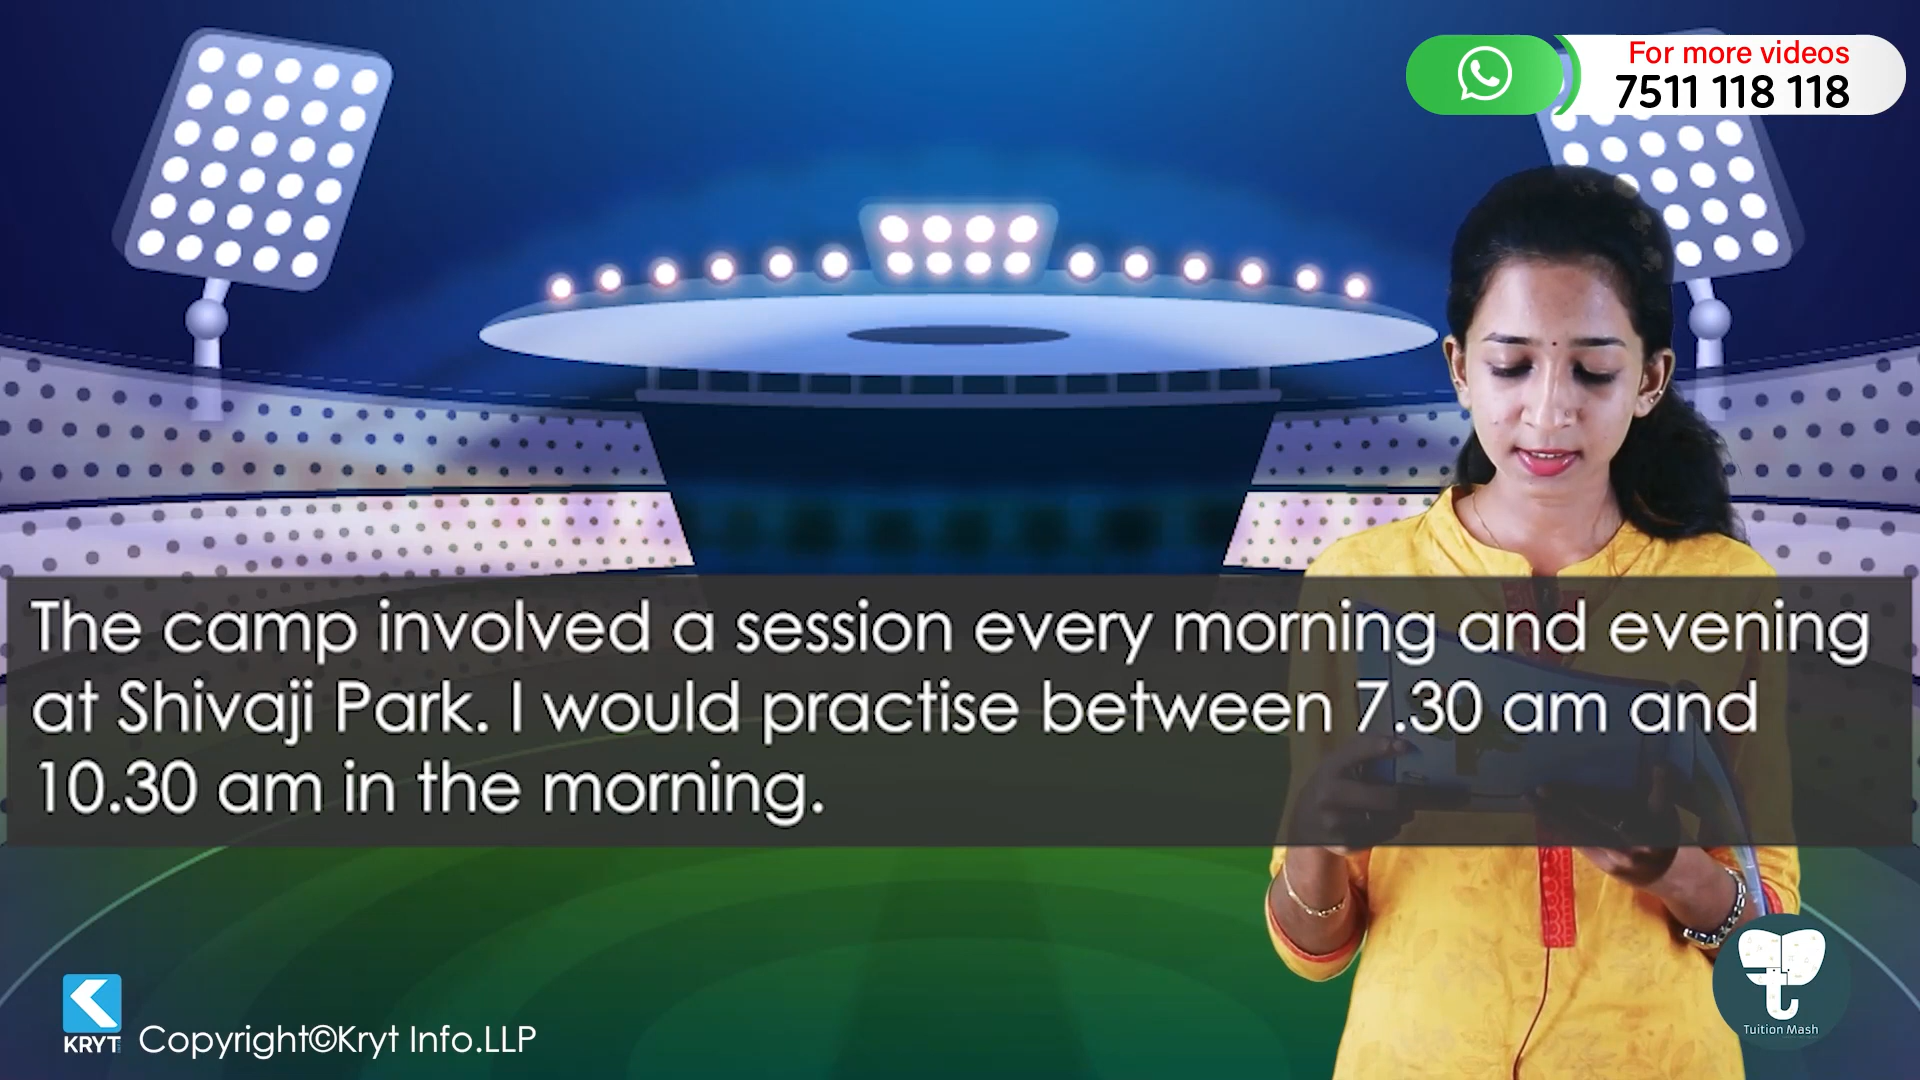 For more videos
7511 118 118
The camp involved a session every morning and evening
at Shivaji Park. I would practise between 7.30 am and
10.30 am in the morning.
KRYT
Copyright©Kryt Info.LLP
Tuition Mash